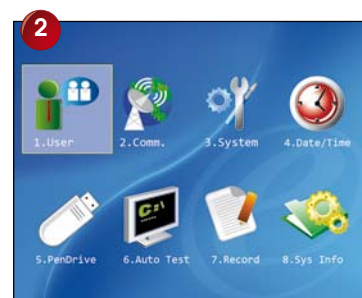 2
1.User
2.Comm.
3.System
4.Date/Time
5.PenDrive
6.Auto Test
7.Record
8.Sys Info
C:\